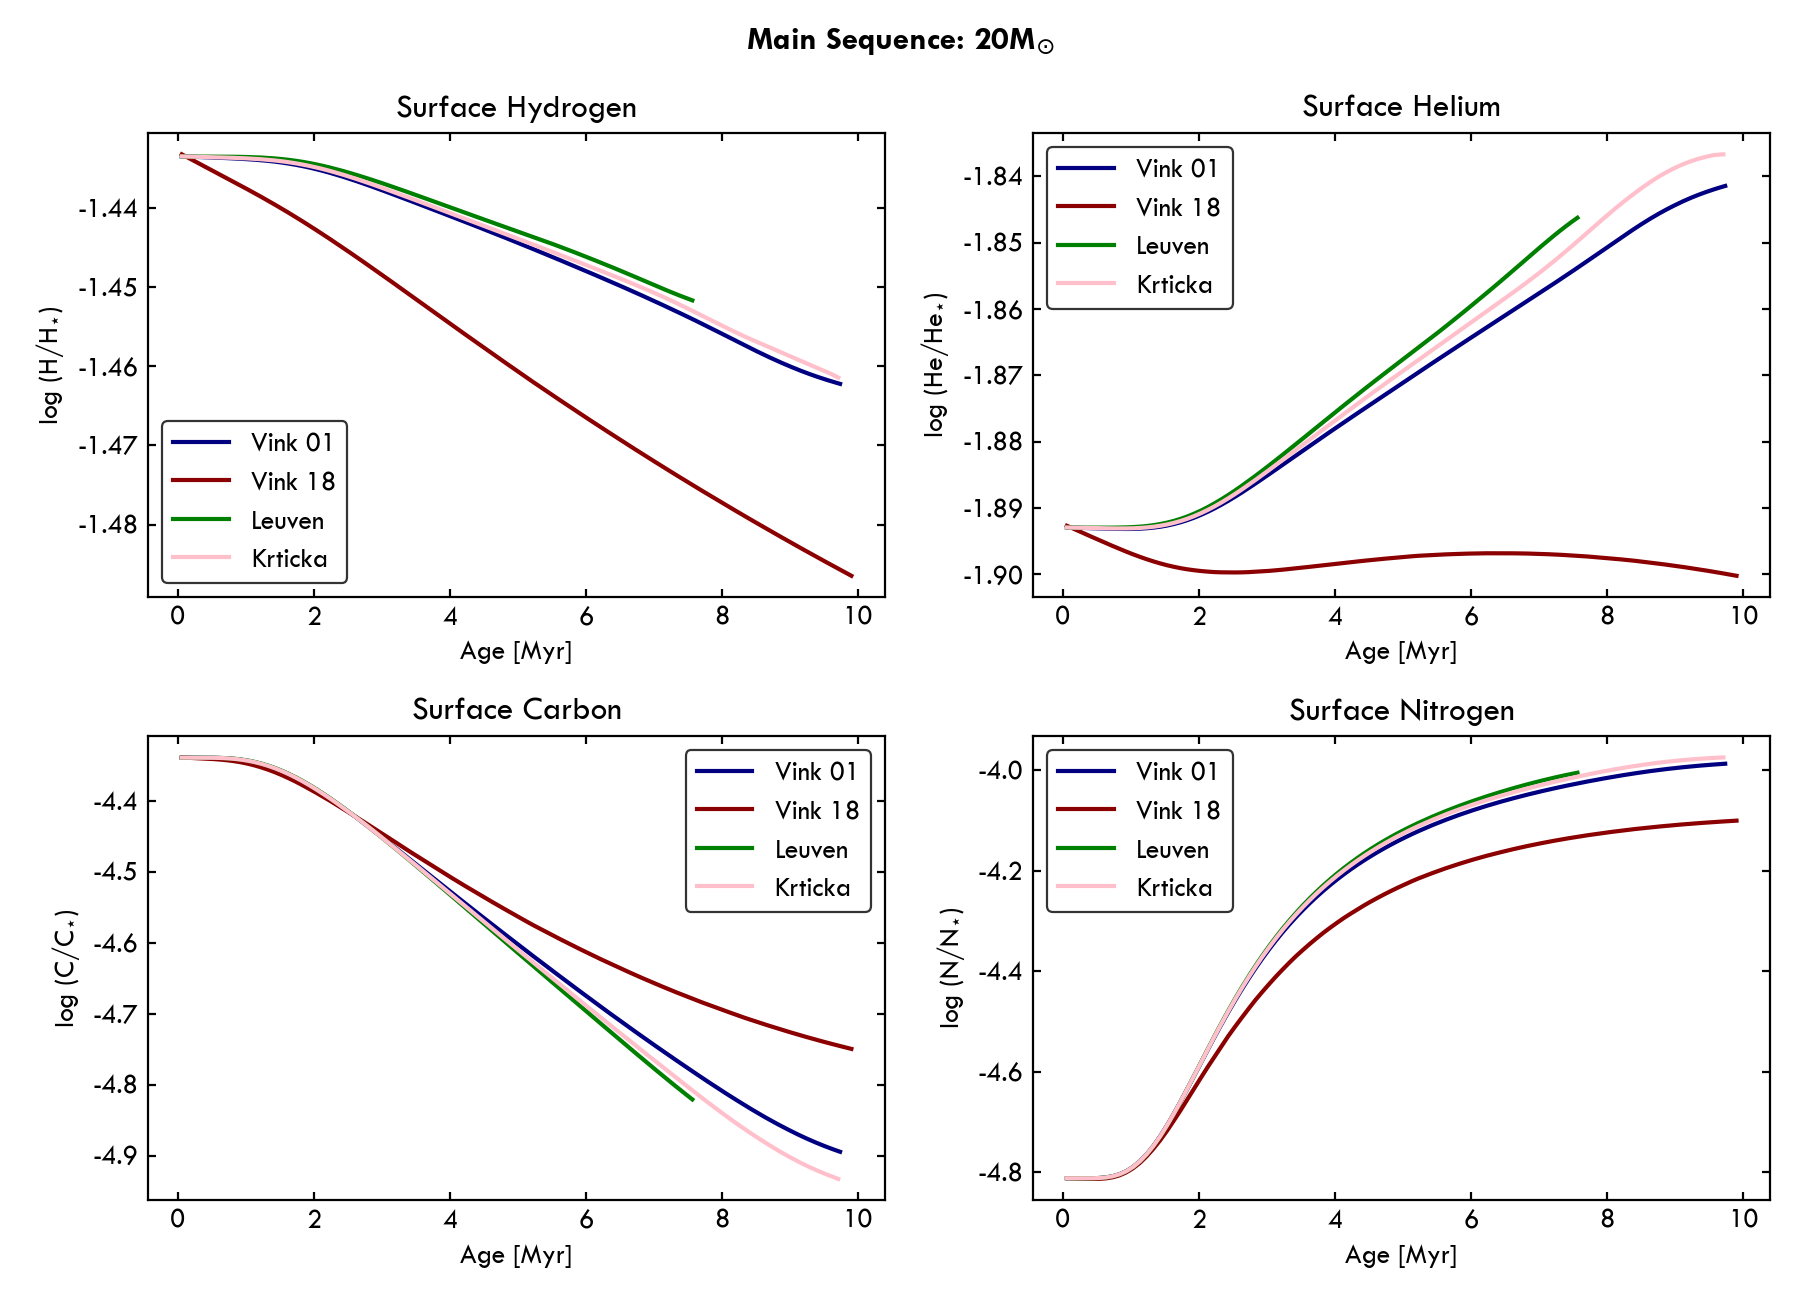 Main Sequence: 20M☉
Surface Hydrogen
log (H/H⋆)
-1.44
-1.45
-1.46
-1.47
-1.48
Vink 01
Vink 18
Leuven
Krticka
0 2 4 6 8 10
Age [Myr]
Surface Helium
log (He/He⋆)
-1.84
-1.85
-1.86
-1.87
-1.88
-1.89
-1.90
Vink 01
Vink 18
Leuven
Krticka
0 2 4 6 8 10
Age [Myr]
Surface Carbon
log (C/C⋆)
-4.4
-4.5
-4.6
-4.7
-4.8
-4.9
Vink 01
Vink 18
Leuven
Krticka
0 2 4 6 8 10
Age [Myr]
Surface Nitrogen
log (N/N⋆)
-4.0
-4.2
-4.4
-4.6
-4.8
Vink 01
Vink 18
Leuven
Krticka
0 2 4 6 8 10
Age [Myr]